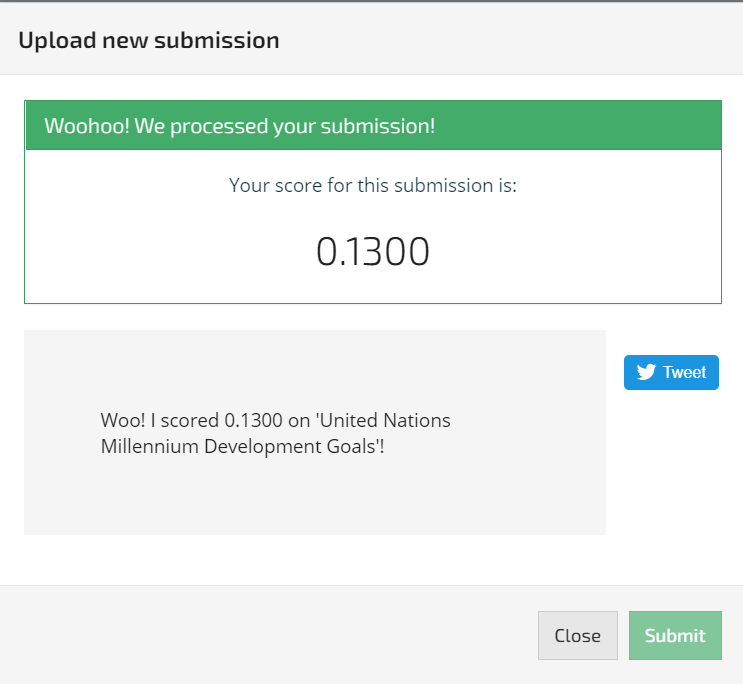 Upload new submission
Woohoo! We processed your submission!
Your score for this submission is:
0.1300
Woo! I scored 0.1300 on 'United Nations
Millennium Development Goals'!
Tweet
Close
Submit